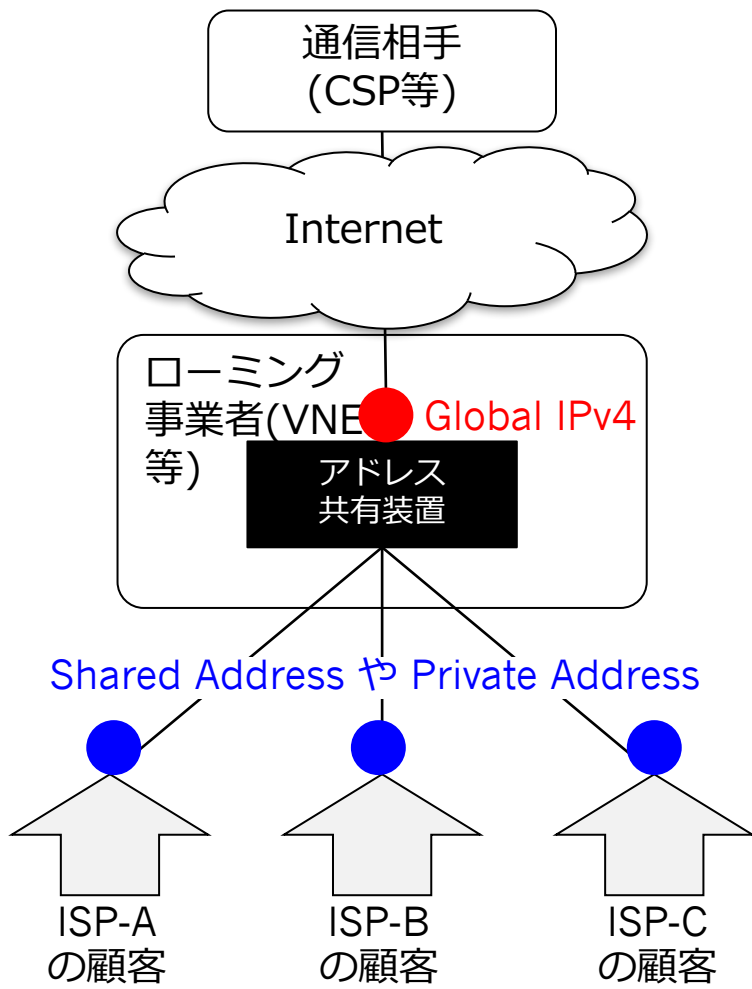 通信相手
(CSP等)
Internet
ローミング
事業者(VNE
等)
Global IPv4
アドレス
共有装置
Shared Address や Private Address
ISP-A
の顧客
ISP-B
の顧客
ISP-C
の顧客